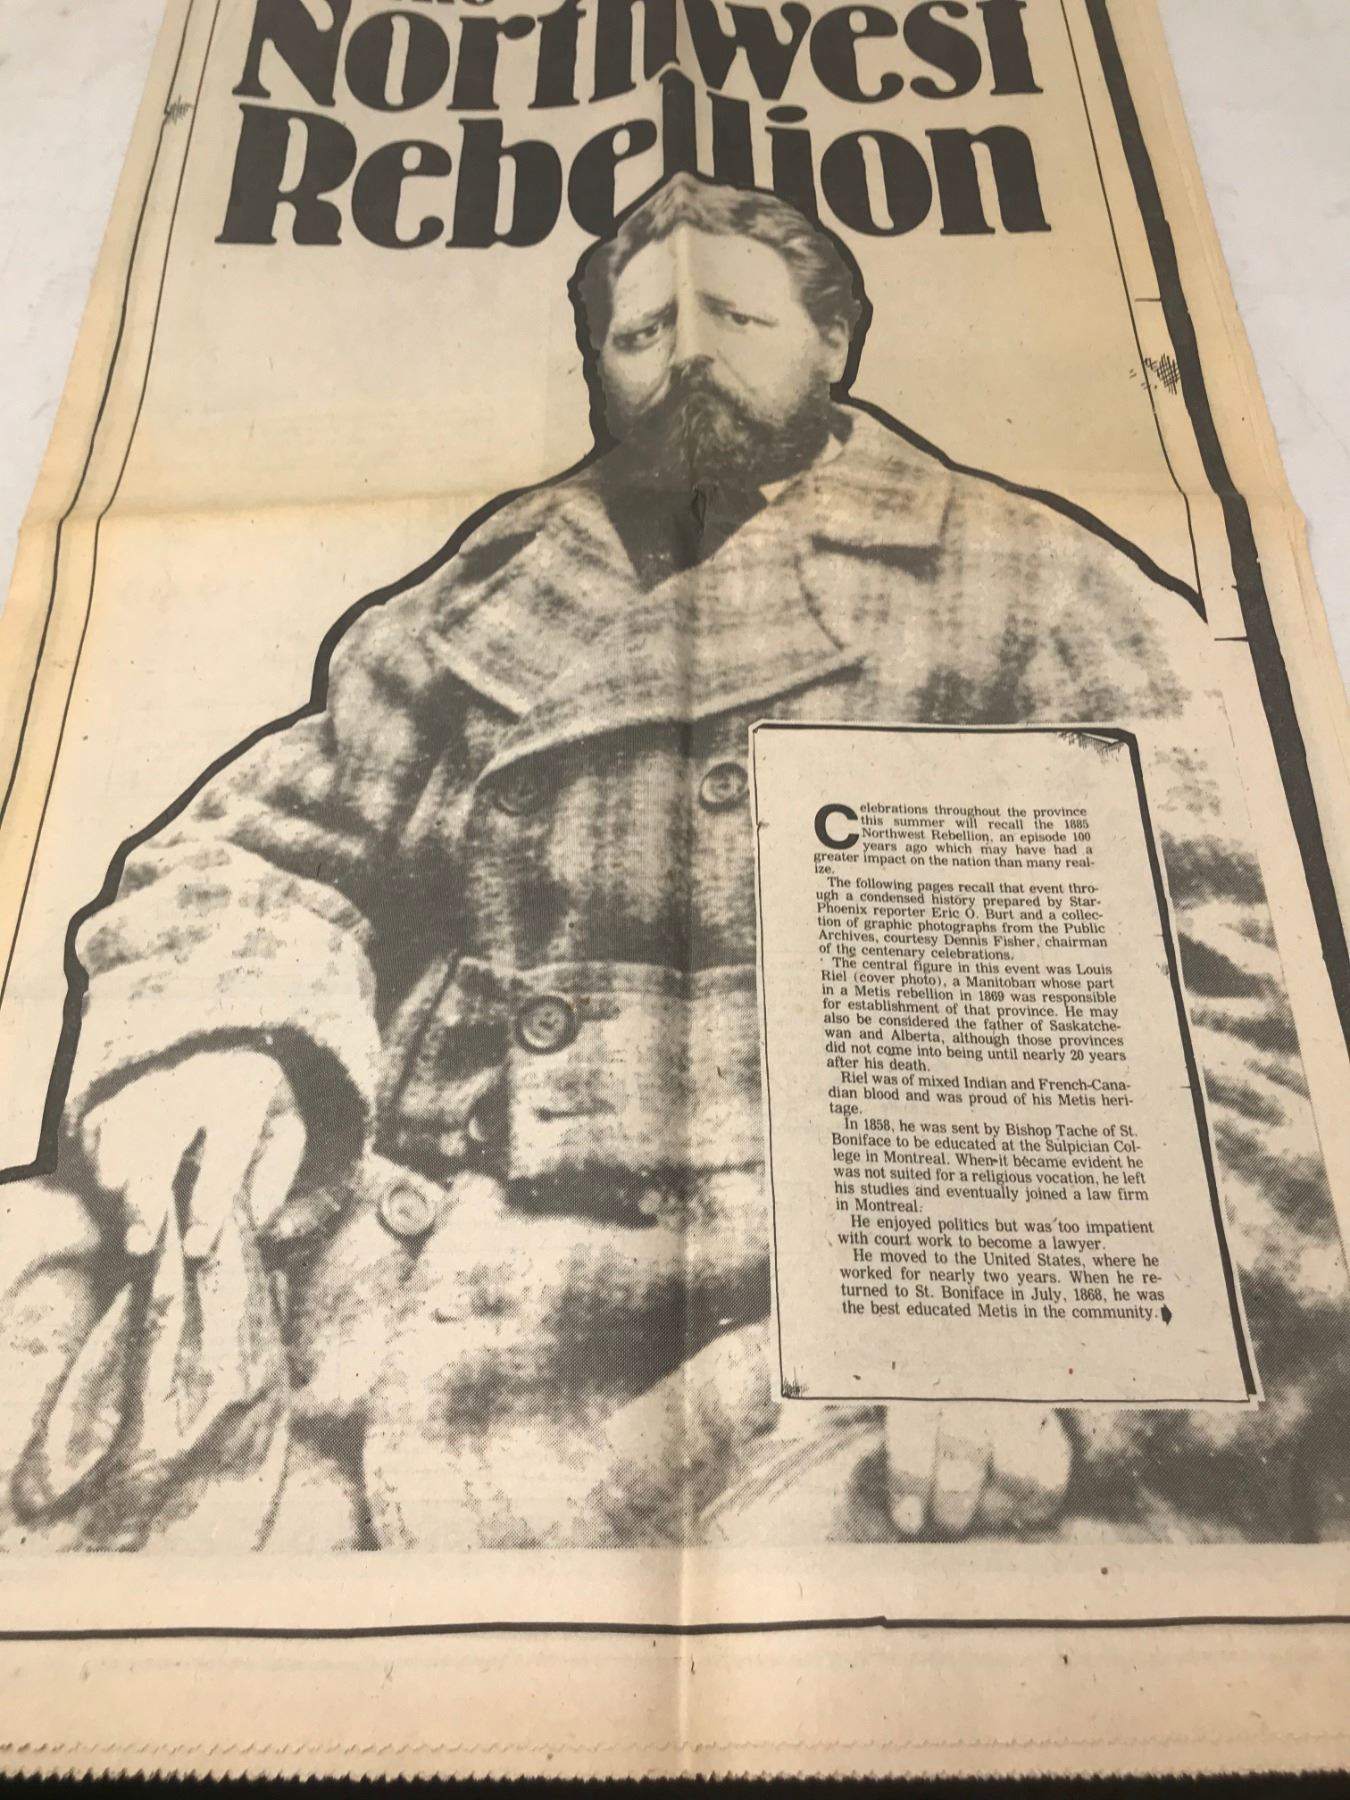 Northwest
Rebellion
Celebrations throughout the province
this summer will recall the 1885
Northwest Rebellion, an episode 100
years ago which may have had a
greater impact on the nation than many real-
ize.
The following pages recall that event thro-
ugh a condensed history prepared by Star-
Phoenix reporter Eric O. Burt and a collec-
tion of graphic photographs from the Public
Archives, courtesy Dennis Fisher, chairman
of the centenary celebrations.
The central figure in this event was Louis
Riel (cover photo), a Manitoban whose part
in a Metis rebellion in 1869 was responsible
for establishment of that province. He may
also be considered the father of Saskatche-
wan and Alberta, although those provinces
did not come into being until nearly 20 years
after his death.
Riel was of mixed Indian and French-Cana-
dian blood and was proud of his Metis heri-
tage.
In 1858, he was sent by Bishop Tache of St.
Boniface to be educated at the Sulpician Col-
lege in Montreal. When it became evident he
was not suited for a religious vocation, he left
his studies and eventually joined a law firm
in Montreal.
He enjoyed politics but was too impatient
with court work to become a lawyer.
He moved to the United States, where he
worked for nearly two years. When he re-
turned to St. Boniface in July, 1868, he was
the best educated Metis in the community.